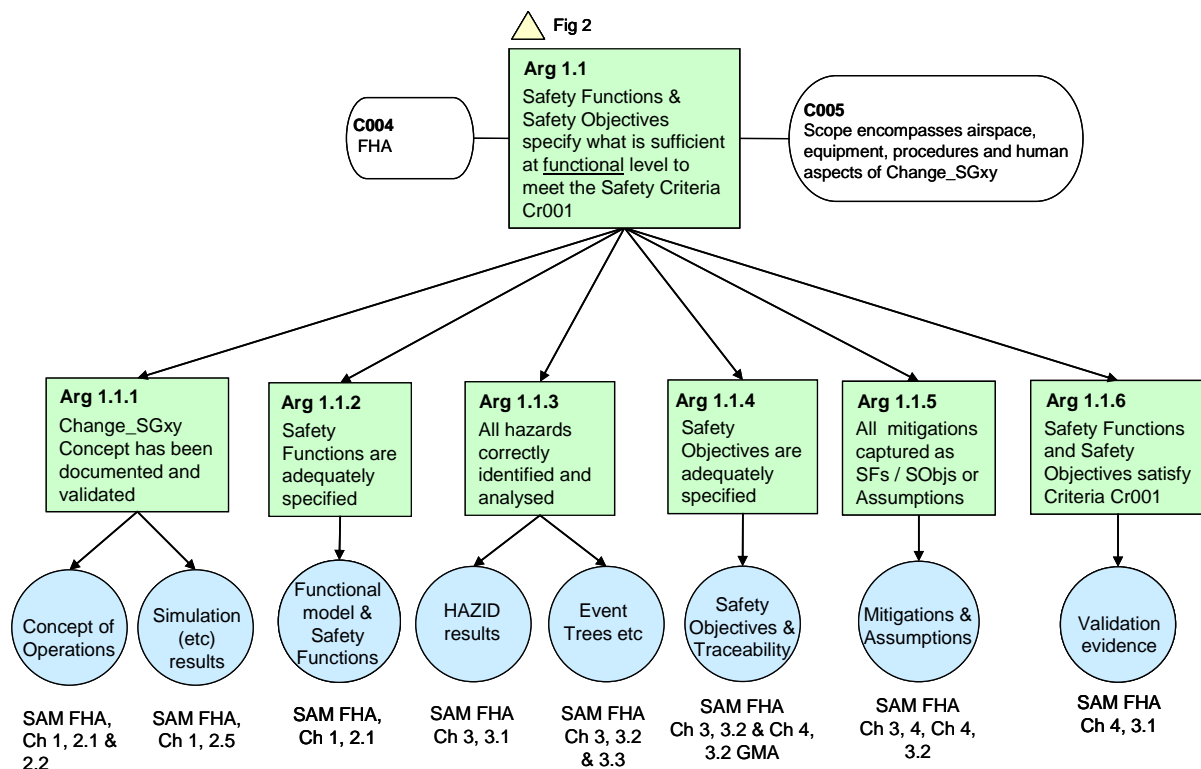 Fig 2
Arg 1.1
Safety Functions &
Safety Objectives
specify what is sufficient
at functional level to
meet the Safety Criteria
Cr001
C004
FHA
C005
Scope encompasses airspace,
equipment, procedures and human
aspects of Change_SGxy
Arg 1.1.1
Change_SGxy
Concept has been
documented and
validated
Arg 1.1.2
Safety
Functions are
adequately
specified
Arg 1.1.3
All hazards
correctly
identified and
analysed
Arg 1.1.4
Safety
Objectives are
adequately
specified
Arg 1.1.5
All mitigations
captured as
SFs / SObjs or
Assumptions
Arg 1.1.6
Safety Functions
and Safety
Objectives satisfy
Criteria Cr001
Concept of
Operations
Simulation
(etc)
results
Functional
model &
Safety
Functions
HAZID
results
Event
Trees etc
Safety
Objectives &
Traceability
Mitigations &
Assumptions
Validation
evidence
SAM FHA,
Ch 1, 2.1 &
2.2
SAM FHA,
Ch 1, 2.5
SAM FHA,
Ch 1, 2.1
SAM FHA
Ch 3, 3.1
SAM FHA
Ch 3, 3.2
& 3.3
SAM FHA
Ch 3, 3.2 & Ch 4,
3.2 GMA
SAM FHA
Ch 3, 4, Ch 4,
3.2
SAM FHA
Ch 4, 3.1